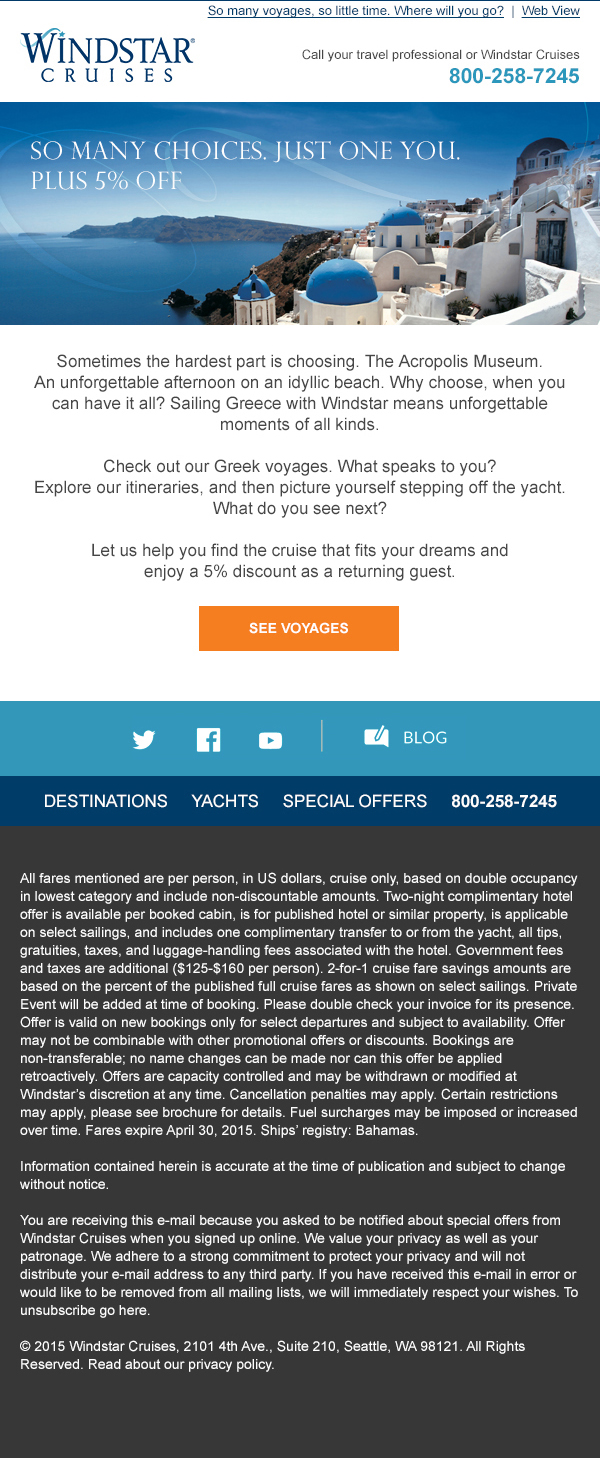 So many voyages, so little time. Where will you go? | Web View
WINDSTAR®
CRUISES
Call your travel professional or Windstar Cruises
800-258-7245
SO MANY CHOICES. JUST ONE YOU.
PLUS 5% OFF
Sometimes the hardest part is choosing. The Acropolis Museum.
An unforgettable afternoon on an idyllic beach. Why choose, when you
can have it all? Sailing Greece with Windstar means unforgettable
moments of all kinds.
Check out our Greek voyages. What speaks to you?
Explore our itineraries, and then picture yourself stepping off the yacht.
What do you see next?
Let us help you find the cruise that fits your dreams and
enjoy a 5% discount as a returning guest.
SEE VOYAGES
BLOG
DESTINATIONS YACHTS SPECIAL OFFERS 800-258-7245
All fares mentioned are per person, in US dollars, cruise only, based on double occupancy
in lowest category and include non-discountable amounts. Two-night complimentary hotel
offer is available per booked cabin, is for published hotel or similar property, is applicable
on select sailings, and includes one complimentary transfer to or from the yacht, all tips,
gratuities, taxes, and luggage-handling fees associated with the hotel. Government fees
and taxes are additional ($125-$160 per person). 2-for-1 cruise fare savings amounts are
based on the percent of the published full cruise fares as shown on select sailings. Private
Event will be added at time of booking. Please double check your invoice for its presence.
Offer is valid on new bookings only for select departures and subject to availability. Offer
may not be combinable with other promotional offers or discounts. Bookings are
non-transferable; no name changes can be made nor can this offer be applied
retroactively. Offers are capacity controlled and may be withdrawn or modified at
Windstar's discretion at any time. Cancellation penalties may apply. Certain restrictions
may apply, please see brochure for details. Fuel surcharges may be imposed or increased
over time. Fares expire April 30, 2015. Ships' registry: Bahamas.
Information contained herein is accurate at the time of publication and subject to change
without notice.
You are receiving this e-mail because you asked to be notified about special offers from
Windstar Cruises when you signed up online. We value your privacy as well as your
patronage. We adhere to a strong commitment to protect your privacy and will not
distribute your e-mail address to any third party. If you have received this e-mail in error or
would like to be removed from all mailing lists, we will immediately respect your wishes. To
unsubscribe go here.
© 2015 Windstar Cruises, 2101 4th Ave., Suite 210, Seattle, WA 98121. All Rights
Reserved. Read about our privacy policy.